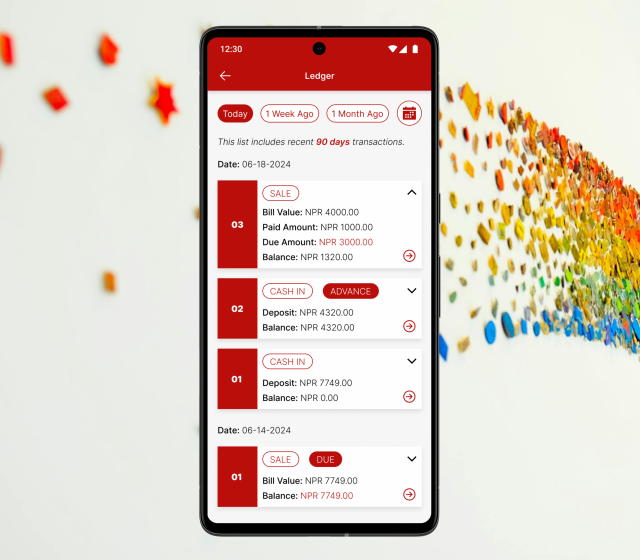 12:30
Ledger
Today
1 Week Ago
1 Month Ago
This list includes recent 90 days transactions.
Date: 06-18-2024
03
SALE
Bill Value: NPR 4000.00
Paid Amount: NPR 1000.00
Due Amount: NPR 3000.00
Balance: NPR 1320.00
02
CASH IN
ADVANCE
Deposit: NPR 4320.00
Balance: NPR 4320.00
01
CASH IN
Deposit: NPR 7749.00
Balance: NPR 0.00
Date: 06-14-2024
01
SALE
DUE
Bill Value: NPR 7749.00
Balance: NPR 7749.00